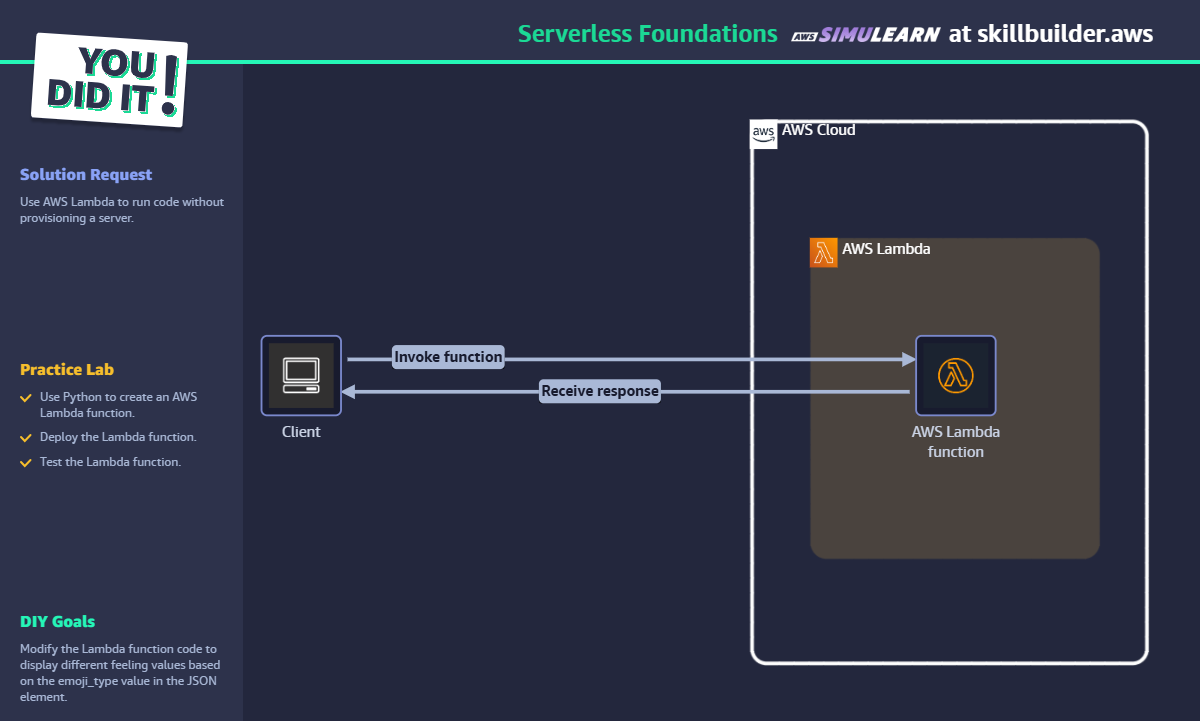 Serverless Foundations aws SIMULEARN at skillbuilder.aws
YOU
DID IT!
Solution Request
Use AWS Lambda to run code without
provisioning a server.
Practice Lab
Use Python to create an AWS
Lambda function.
Deploy the Lambda function.
Test the Lambda function.
DIY Goals
Modify the Lambda function code to
display different feeling values based
on the emoji_type value in the JSON
element.
aws AWS Cloud
AWS Lambda
Invoke function
Receive response
Client
AWS Lambda
function